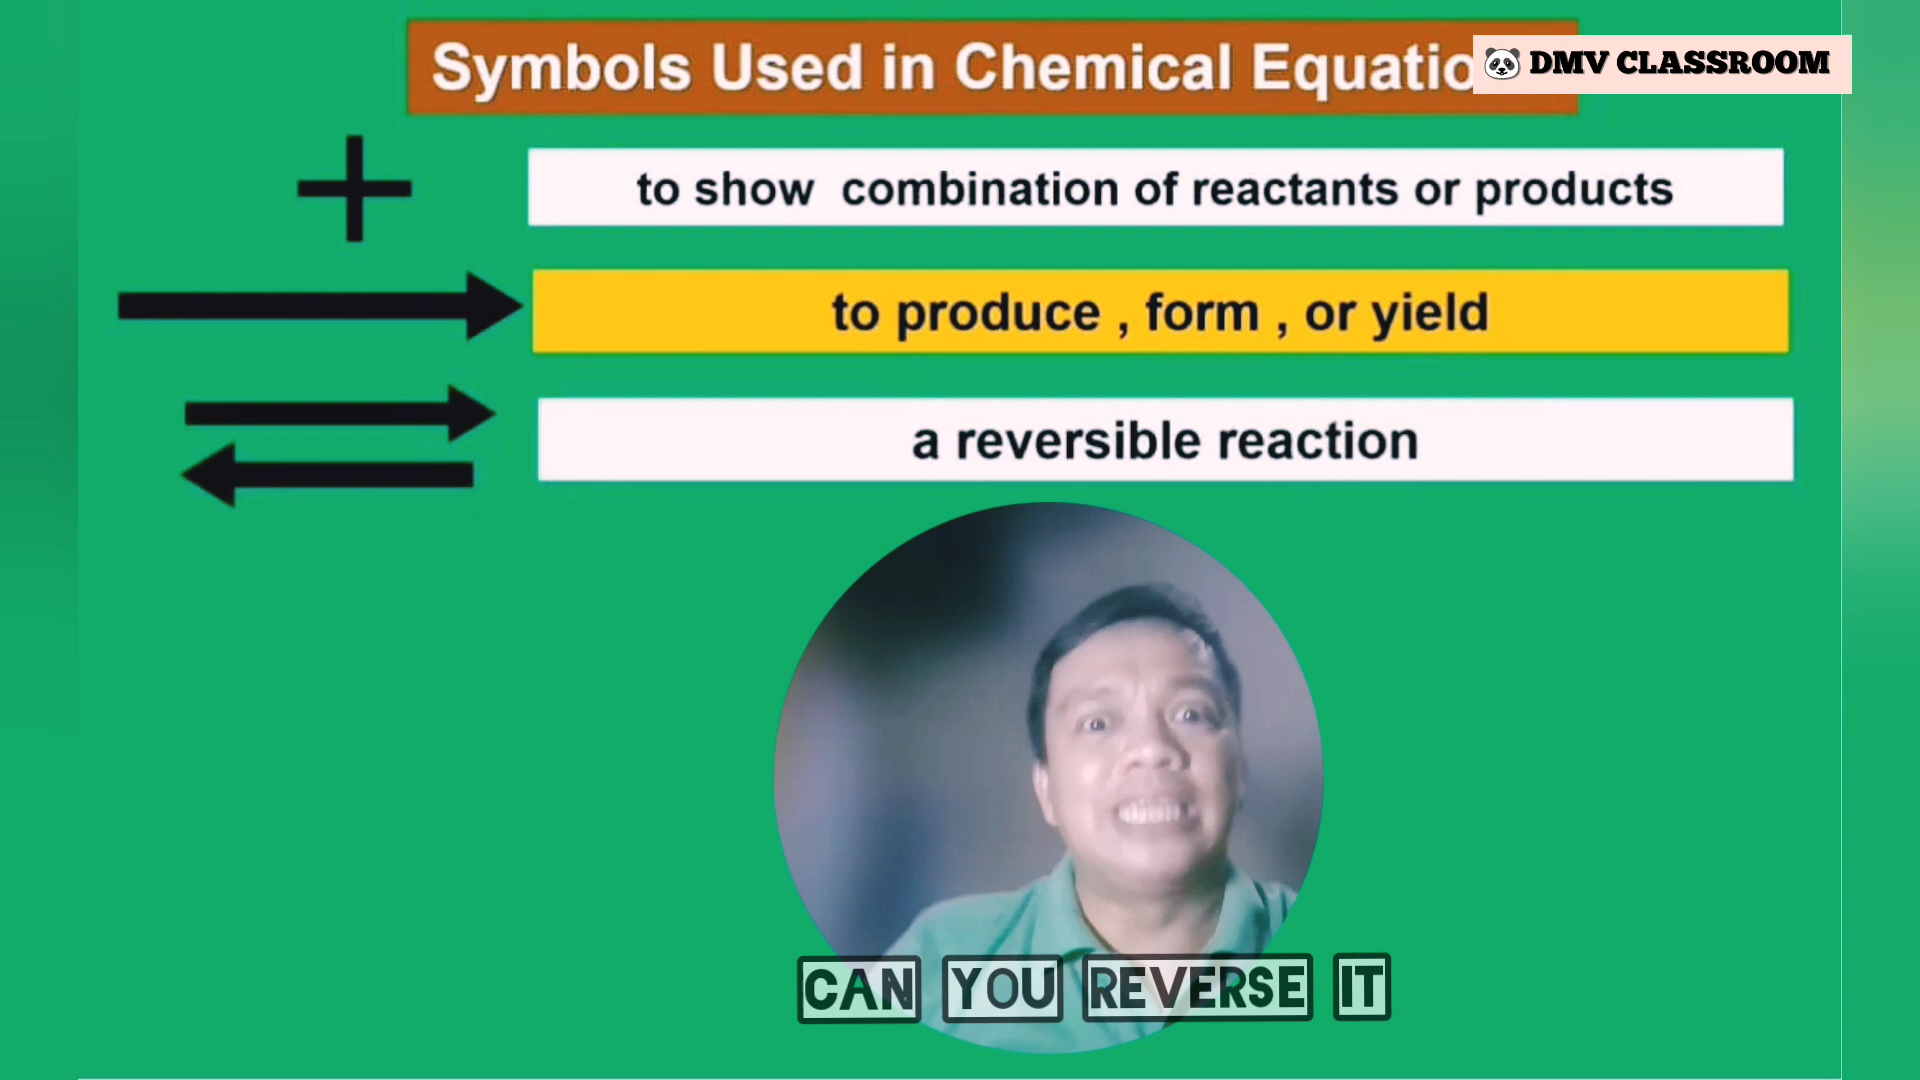 Symbols Used in Chemical Equatio
🐼 DMV CLASSROOM
+ to show combination of reactants or products
to produce , form , or yield
a reversible reaction
CAN YOU REVERSE IT